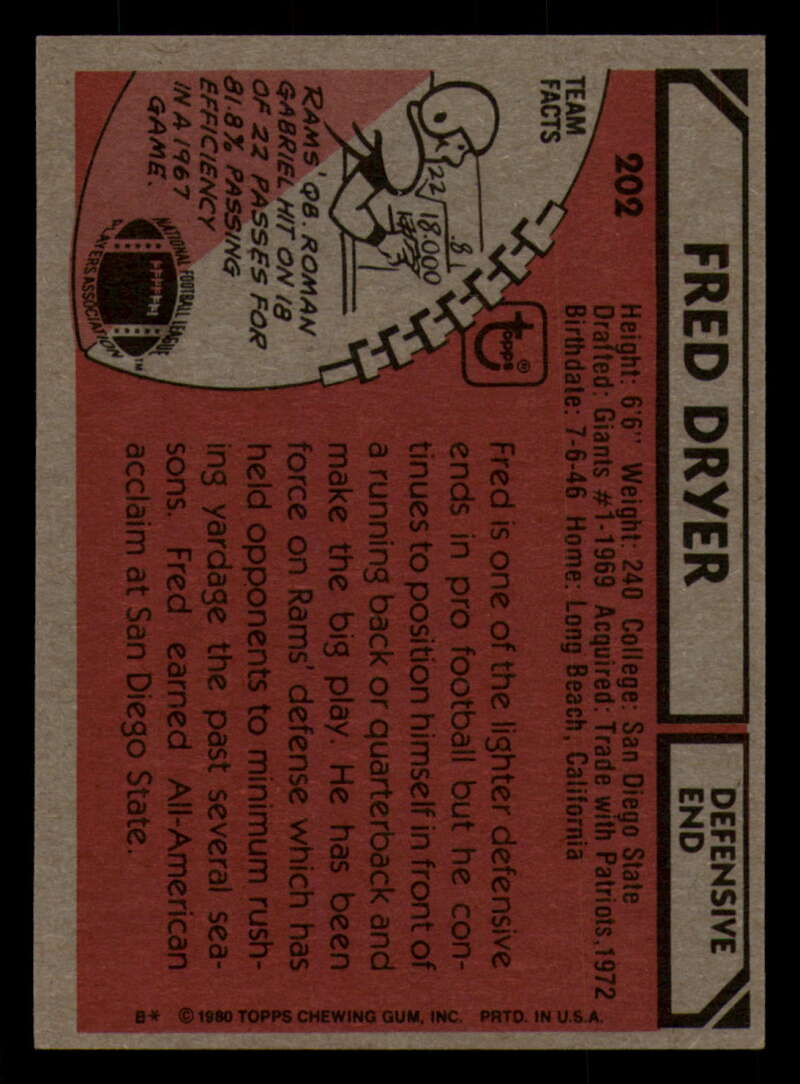 202
FRED DRYER
DEFENSIVE
END
Height: 6'6" Weight: 240 College: San Diego State
Drafted: Giants #1-1969 Acquired: Trade with Patriots, 1972
Birthdate: 7-6-46 Home: Long Beach, California
TEAM
FACTS
.8
22 18.000
RAMS' QB. ROMAN
GABRIEL HIT ON 18
OF 22 PASSES FOR
81.8% PASSING
EFFICIENCY
IN A 1967
GAME.
NATIONAL FOOTBALL LEAGUE
PLAYERS ASSOCIATION
TM
Topps®
Fred is one of the lighter defensive
ends in pro football but he con-
tinues to position himself in front of
a running back or quarterback and
make the big play. He has been
force on Rams' defense which has
held opponents to minimum rush-
ing yardage the past several sea-
sons. Fred earned All-American
acclaim at San Diego State.
B* © 1980 TOPPS CHEWING GUM, INC. PRTD. IN U.S.A.